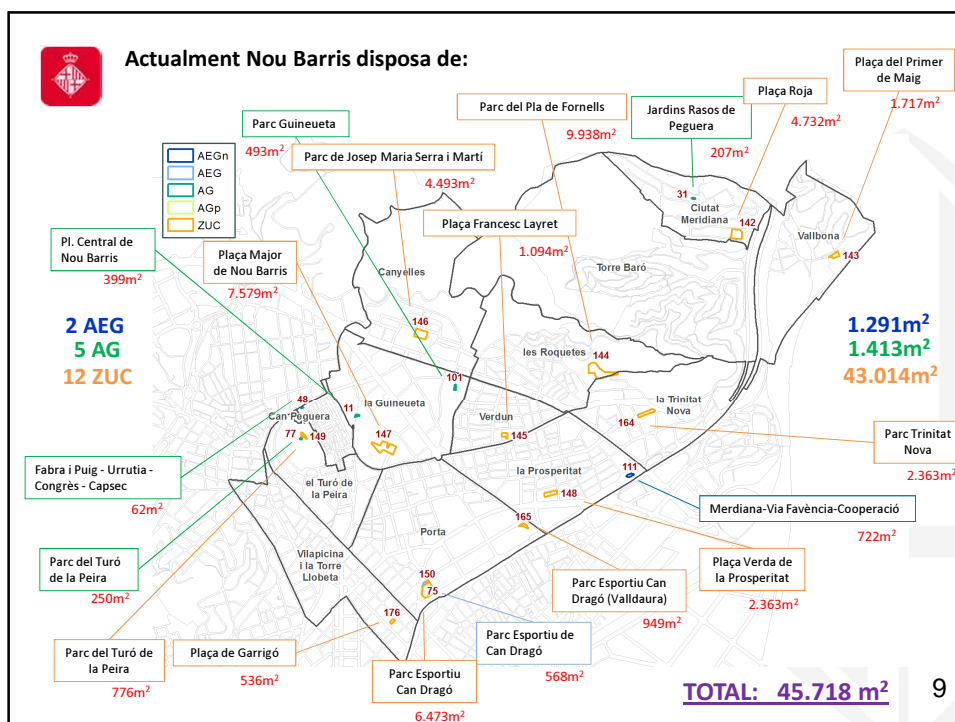 Actualment Nou Barris disposa de:
Plaça del Primer
de Maig
1.717m²
Plaça Roja
4.732m²
Jardins Rasos de
Peguera
207m²
Parc del Pla de Fornells
9.938m²
Parc Guineueta
493m²
Parc de Josep Maria Serra i Martí
4.493m²
AEGn
AEG
AG
AGp
ZUC
Plaça Francesc Layret
1.094m²
Pl. Central de
Nou Barris
399m²
Plaça Major
de Nou Barris
7.579m²
2 AEG
5 AG
12 ZUC
1.291m²
1.413m²
43.014m²
31
Ciutat
Meridiana
142
Vallbona
143
Torre Baró
Canyelles
146
les Roquetes
144
101
la Guineueta
48
Can Peguera
11
77
149
147
Verdun
145
la Trinitat
Nova
164
la Prosperitat
111
148
el Turó de
la Peira
165
Porta
Vilapicina
i la Torre
Llobeta
150
75
176
Fabra i Puig - Urrutia -
Congrès - Capsec
62m²
Parc del Turó
de la Peira
250m²
Parc del Turó de
la Peira
776m²
Plaça de Garrigó
536m²
Parc Esportiu
Can Dragó
6.473m²
Parc Esportiu de
Can Dragó
568m²
Parc Esportiu Can
Dragó (Valldaura)
949m²
Plaça Verda de
la Prosperitat
2.363m²
Merdiana-Via Favència-Cooperació
722m²
Parc Trinitat
Nova
2.363m²
TOTAL: 45.718 m²
9